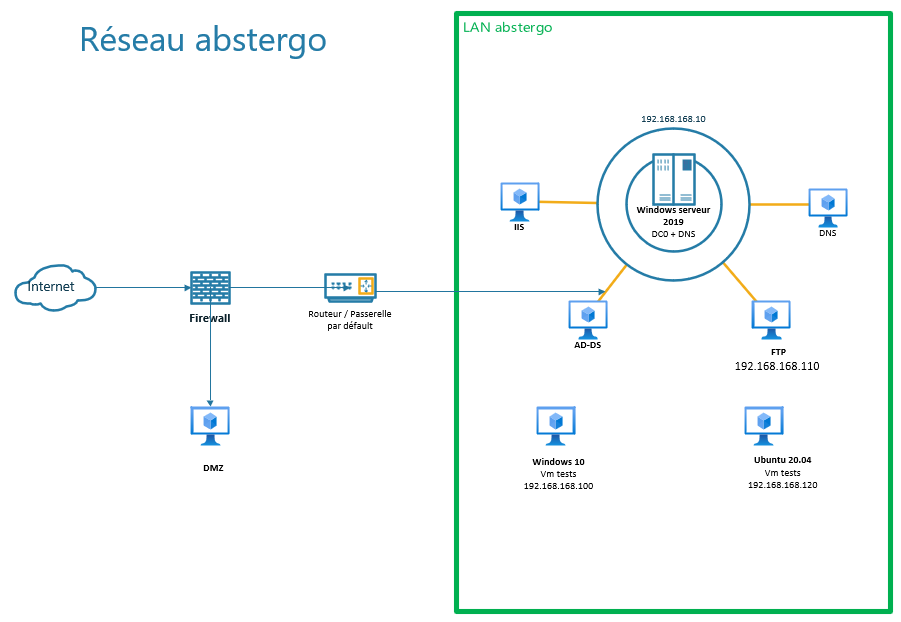 Réseau abstergo
LAN abstergo
192.168.168.10
Windows serveur
2019
DC0 + DNS
IIS
DNS
Internet
Firewall
Routeur / Passerelle
par défault
AD-DS
FTP
192.168.168.110
DMZ
Windows 10
Vm tests
192.168.168.100
Ubuntu 20.04
Vm tests
192.168.168.120